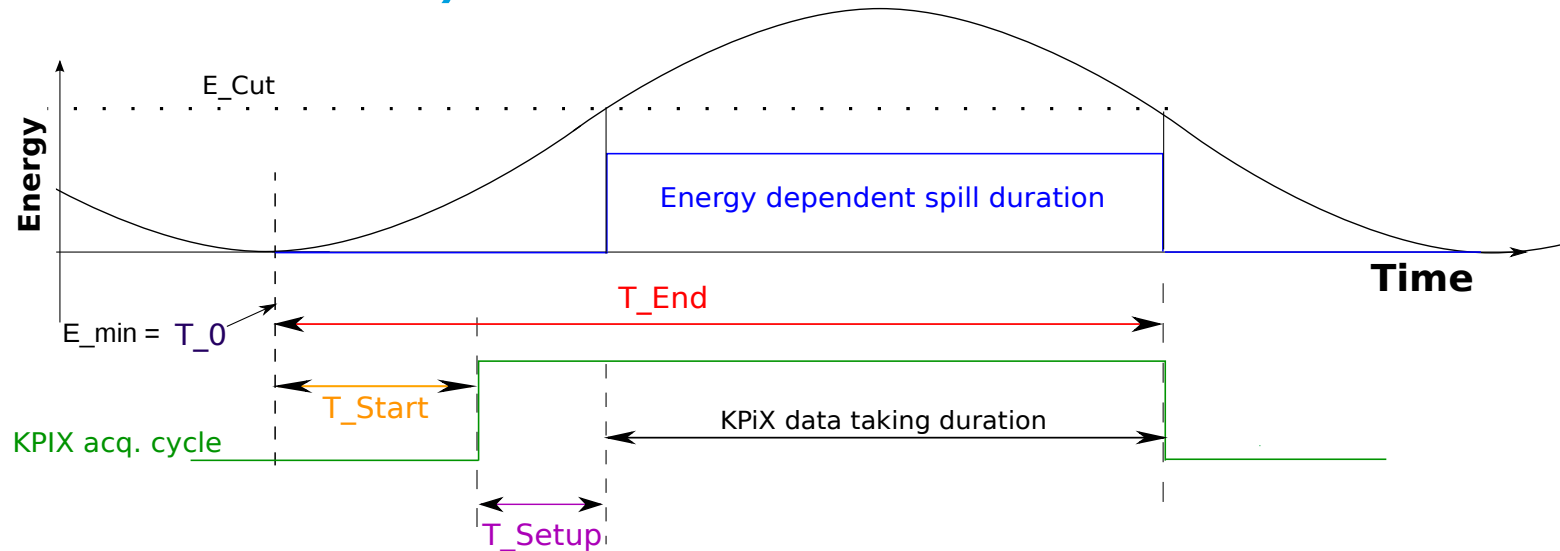 E_Cut
Energy
Energy dependent spill duration
Time
T_End
E_min = T_0
T_Start
KPiX data taking duration
KPIX acq. cycle
T_Setup